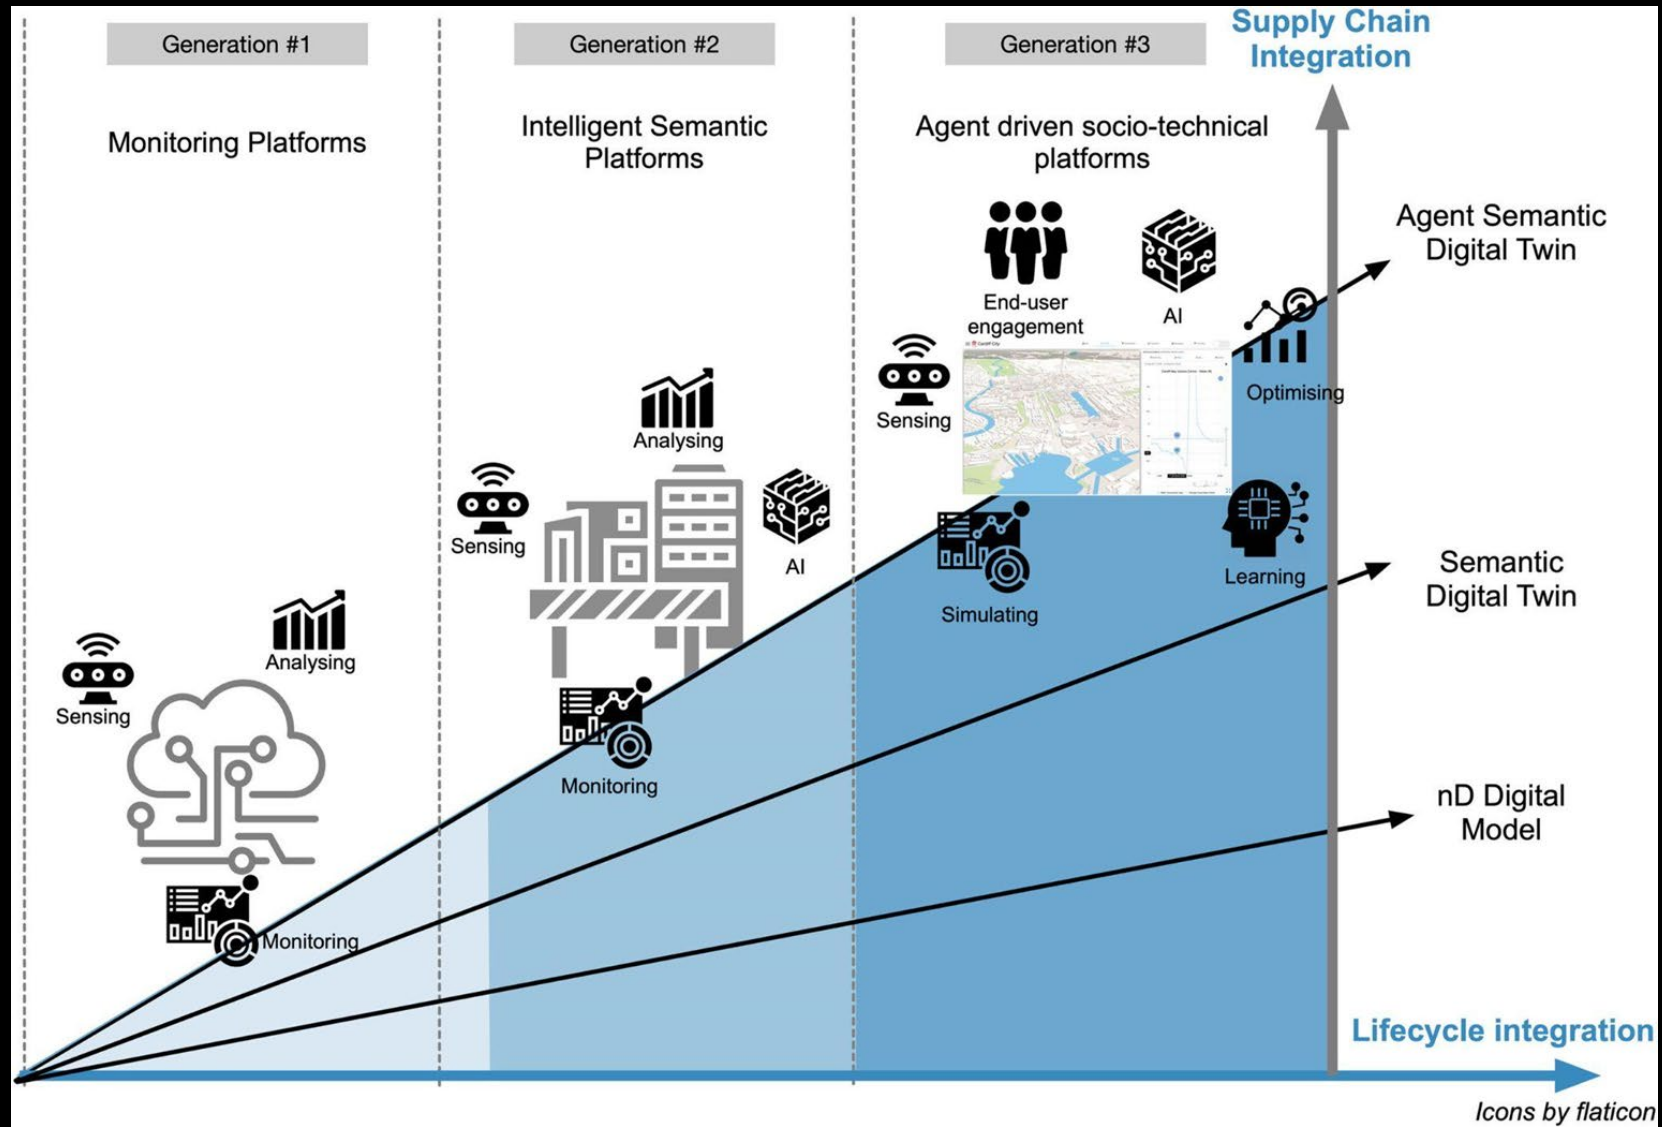 Generation #1
Generation #2
Generation #3
Supply Chain
Integration
Monitoring Platforms
Intelligent Semantic
Platforms
Agent driven socio-technical
platforms
Agent Semantic
Digital Twin
End-user
engagement
AI
Sensing
Cardiff City
Optimising
Analysing
Sensing
AI
Learning
Simulating
Semantic
Digital Twin
Analysing
Sensing
Monitoring
nD Digital
Model
Monitoring
Lifecycle integration
Icons by flaticon